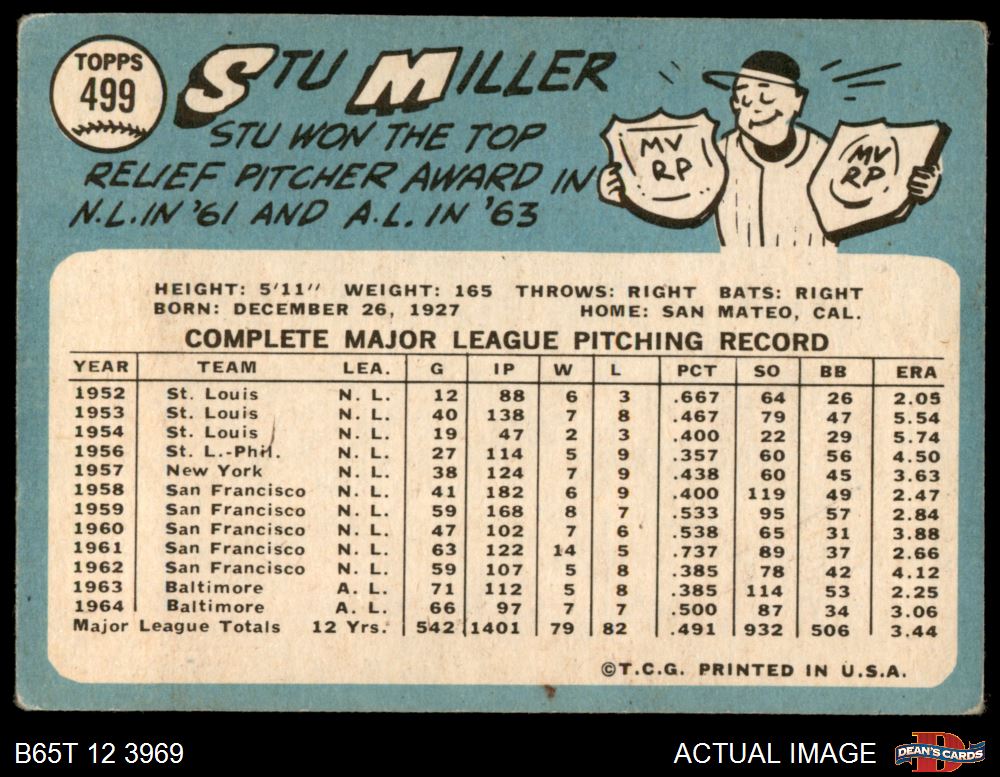 TOPPS
499
STU MILLER
STU WON THE TOP
RELIEF PITCHER AWARD IN
N.L. IN '61 AND A.L. IN '63
MV
RP
MV
RP.
HEIGHT: 5'11" WEIGHT: 165 THROWS: RIGHT BATS: RIGHT
BORN: DECEMBER 26, 1927 HOME: SAN MATEO, CAL.
COMPLETE MAJOR LEAGUE PITCHING RECORD
YEAR TEAM LEA. G IP W L PCT SO BB ERA
1952 St. Louis N. L. 12 88 6 3 .667 64 26 2.05
1953 St. Louis N. L. 40 138 7 8 .467 79 47 5.54
1954 St. Louis N. L. 19 47 2 3 .400 22 29 5.74
1956 St. L.-Phil. N. L. 27 114 5 9 .357 60 56 4.50
1957 New York N. L. 38 124 7 9 .438 60 45 3.63
1958 San Francisco N. L. 41 182 6 9 .400 119 49 2.47
1959 San Francisco N. L. 59 168 8 7 .533 95 57 2.84
1960 San Francisco N. L. 47 102 7 6 .538 65 31 3.88
1961 San Francisco N. L. 63 122 14 5 .737 89 37 2.66
1962 San Francisco N. L. 59 107 5 8 .385 78 42 4.12
1963 Baltimore A. L. 71 112 5 8 .385 114 53 2.25
1964 Baltimore A. L. 66 97 7 7 .500 87 34 3.06
Major League Totals 12 Yrs. 542 1401 79 82 .491 932 506 3.44
©T.C.G. PRINTED IN U.S.A.
B65T 12 3969 ACTUAL IMAGE
DEAN'S CARDS